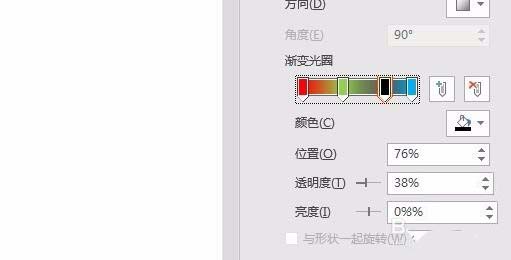 方向(D)
角度(E) 90°
渐变光圈
颜色(C)
位置(O) 76%
透明度(T) 38%
亮度(I) 0%%
与形状一起旋转(W)